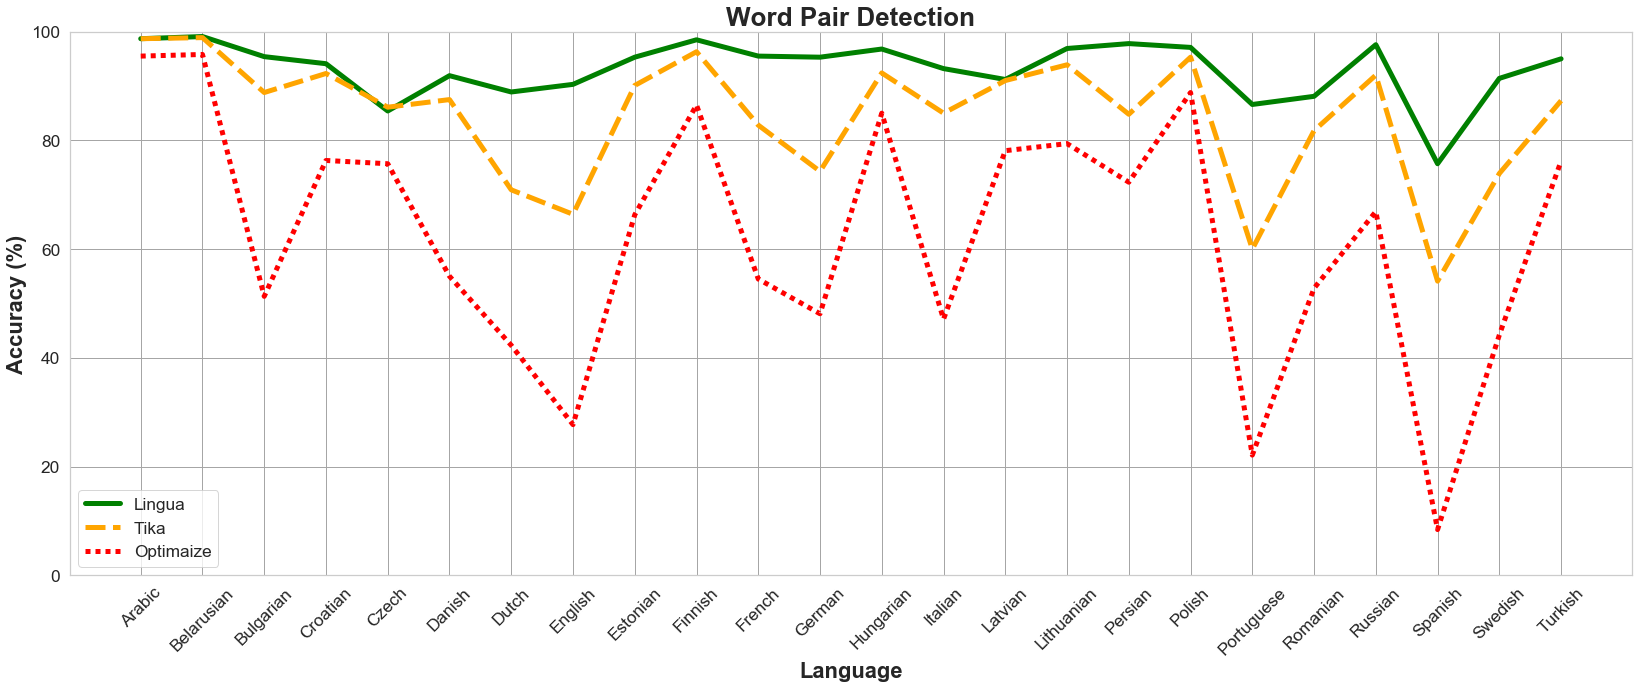 Word Pair Detection
Accuracy (%)
100
80
60
40
20
0
Lingua
Tika
Optimaize
Arabic
Belarusian
Bulgarian
Croatian
Czech
Danish
Dutch
English
Estonian
Finnish
French
German
Hungarian
Italian
Latvian
Lithuanian
Persian
Polish
Portuguese
Romanian
Russian
Spanish
Swedish
Turkish
Language